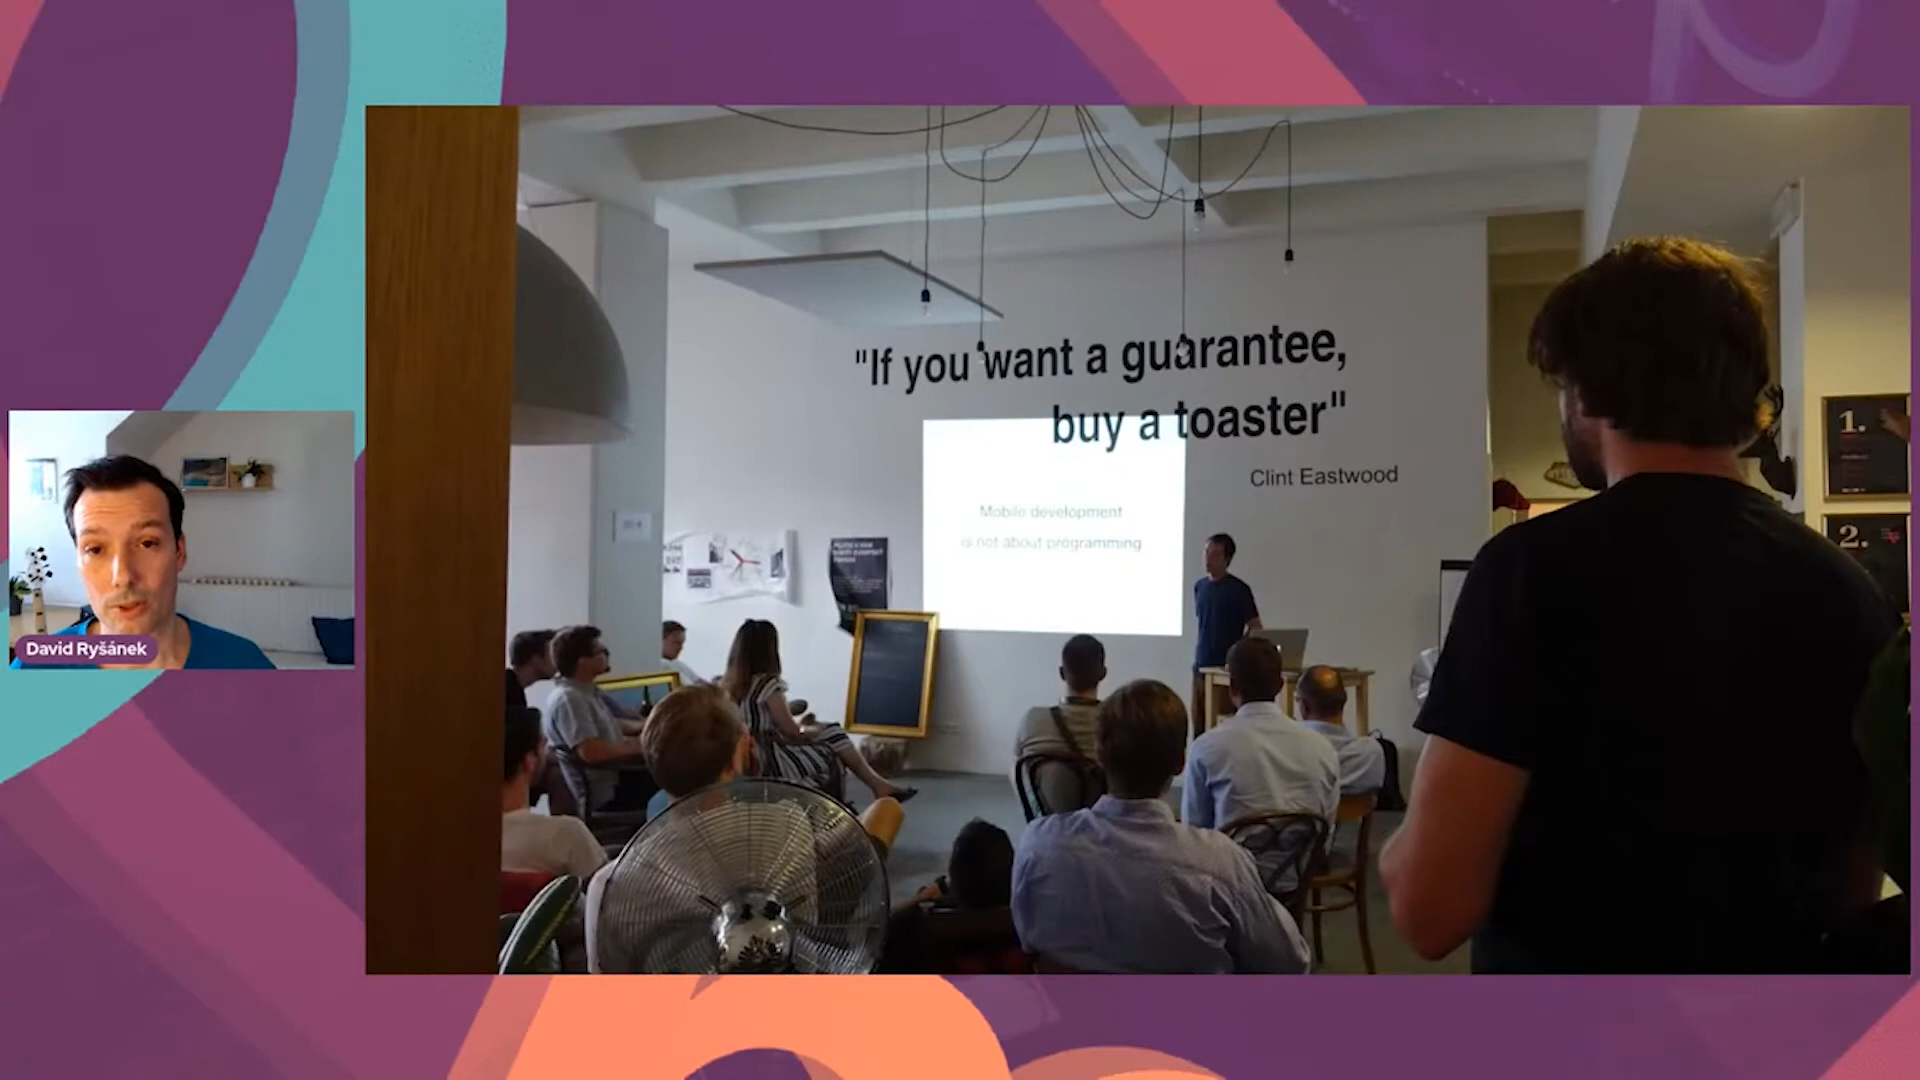 "If you want a guarantee,
buy a toaster"
Clint Eastwood
Mobile development
is not about programming
1.
2.
David Ryšánek